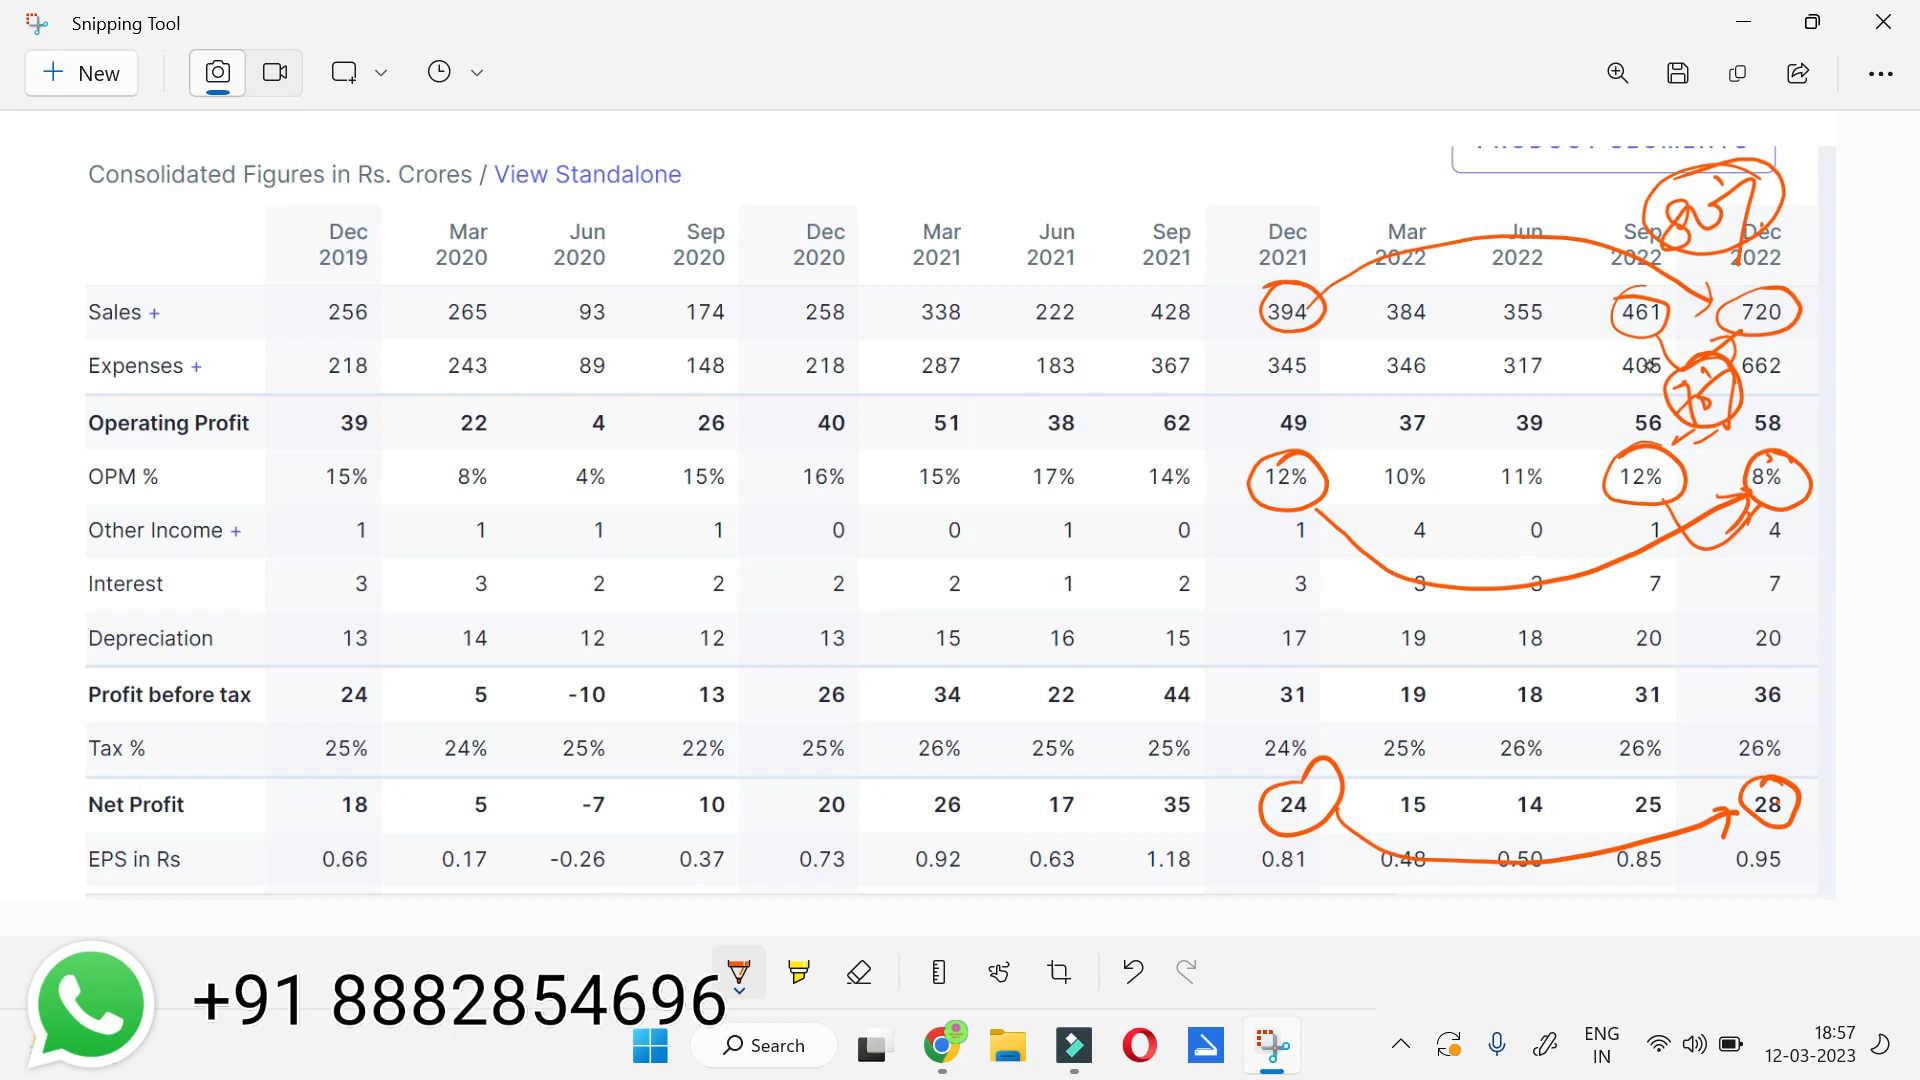 Snipping Tool
New
Consolidated Figures in Rs. Crores / View Standalone
PRODUCT SEGMENTS
Dec 2019 Mar 2020 Jun 2020 Sep 2020 Dec 2020 Mar 2021 Jun 2021 Sep 2021 Dec 2021 Mar 2022 Jun 2022 Sep 2022 Dec 2022
Sales + 256 265 93 174 258 338 222 428 394 384 355 461 720
Expenses + 218 243 89 148 218 287 183 367 345 346 317 405 662
Operating Profit 39 22 4 26 40 51 38 62 49 37 39 56 58
OPM % 15% 8% 4% 15% 16% 15% 17% 14% 12% 10% 11% 12% 8%
Other Income + 1 1 1 1 0 0 1 0 1 4 0 1 4
Interest 3 3 2 2 2 2 1 2 3 3 3 7 7
Depreciation 13 14 12 12 13 15 16 15 17 19 18 20 20
Profit before tax 24 5 -10 13 26 34 22 44 31 19 18 31 36
Tax % 25% 24% 25% 22% 25% 26% 25% 25% 24% 25% 26% 26% 26%
Net Profit 18 5 -7 10 20 26 17 35 24 15 14 25 28
EPS in Rs 0.66 0.17 -0.26 0.37 0.73 0.92 0.63 1.18 0.81 0.48 0.50 0.85 0.95
+91 8882854696
Search
ENG
IN
18:57
12-03-2023